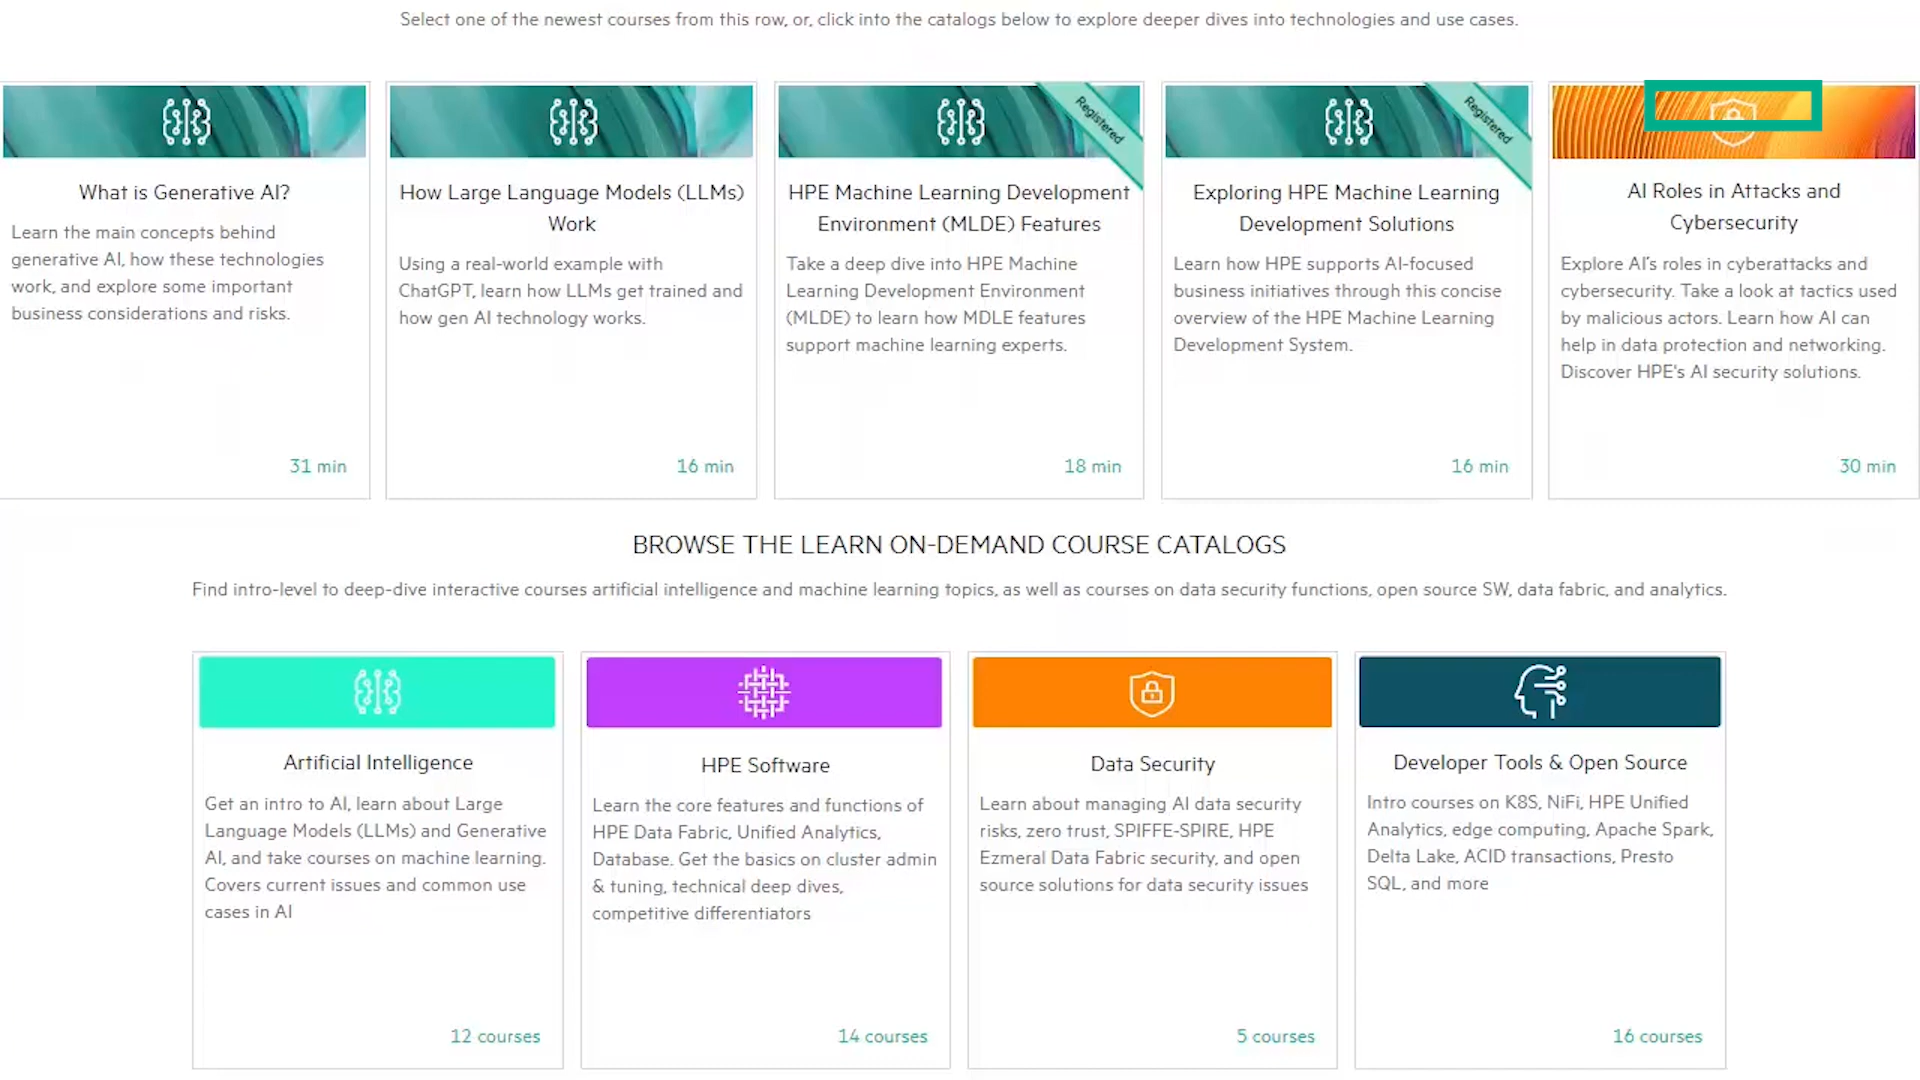 Select one of the newest courses from this row, or, click into the catalogs below to explore deeper dives into technologies and use cases.
What is Generative AI?
Learn the main concepts behind
generative AI, how these technologies
work, and explore some important
business considerations and risks.
31 min
How Large Language Models (LLMs)
Work
Using a real-world example with
ChatGPT, learn how LLMs get trained and
how gen AI technology works.
16 min
Registered
HPE Machine Learning Development
Environment (MLDE) Features
Take a deep dive into HPE Machine
Learning Development Environment
(MLDE) to learn how MDLE features
support machine learning experts.
18 min
Registered
Exploring HPE Machine Learning
Development Solutions
Learn how HPE supports AI-focused
business initiatives through this concise
overview of the HPE Machine Learning
Development System.
16 min
AI Roles in Attacks and
Cybersecurity
Explore AI's roles in cyberattacks and
cybersecurity. Take a look at tactics used
by malicious actors. Learn how AI can
help in data protection and networking.
Discover HPE's AI security solutions.
30 min
BROWSE THE LEARN ON-DEMAND COURSE CATALOGS
Find intro-level to deep-dive interactive courses artificial intelligence and machine learning topics, as well as courses on data security functions, open source SW, data fabric, and analytics.
Artificial Intelligence
Get an intro to AI, learn about Large
Language Models (LLMs) and Generative
AI, and take courses on machine learning.
Covers current issues and common use
cases in AI
12 courses
HPE Software
Learn the core features and functions of
HPE Data Fabric, Unified Analytics,
Database. Get the basics on cluster admin
& tuning, technical deep dives,
competitive differentiators
14 courses
Data Security
Learn about managing AI data security
risks, zero trust, SPIFFE-SPIRE, HPE
Ezmeral Data Fabric security, and open
source solutions for data security issues
5 courses
Developer Tools & Open Source
Intro courses on K8S, NiFi, HPE Unified
Analytics, edge computing, Apache Spark,
Delta Lake, ACID transactions, Presto
SQL, and more
16 courses